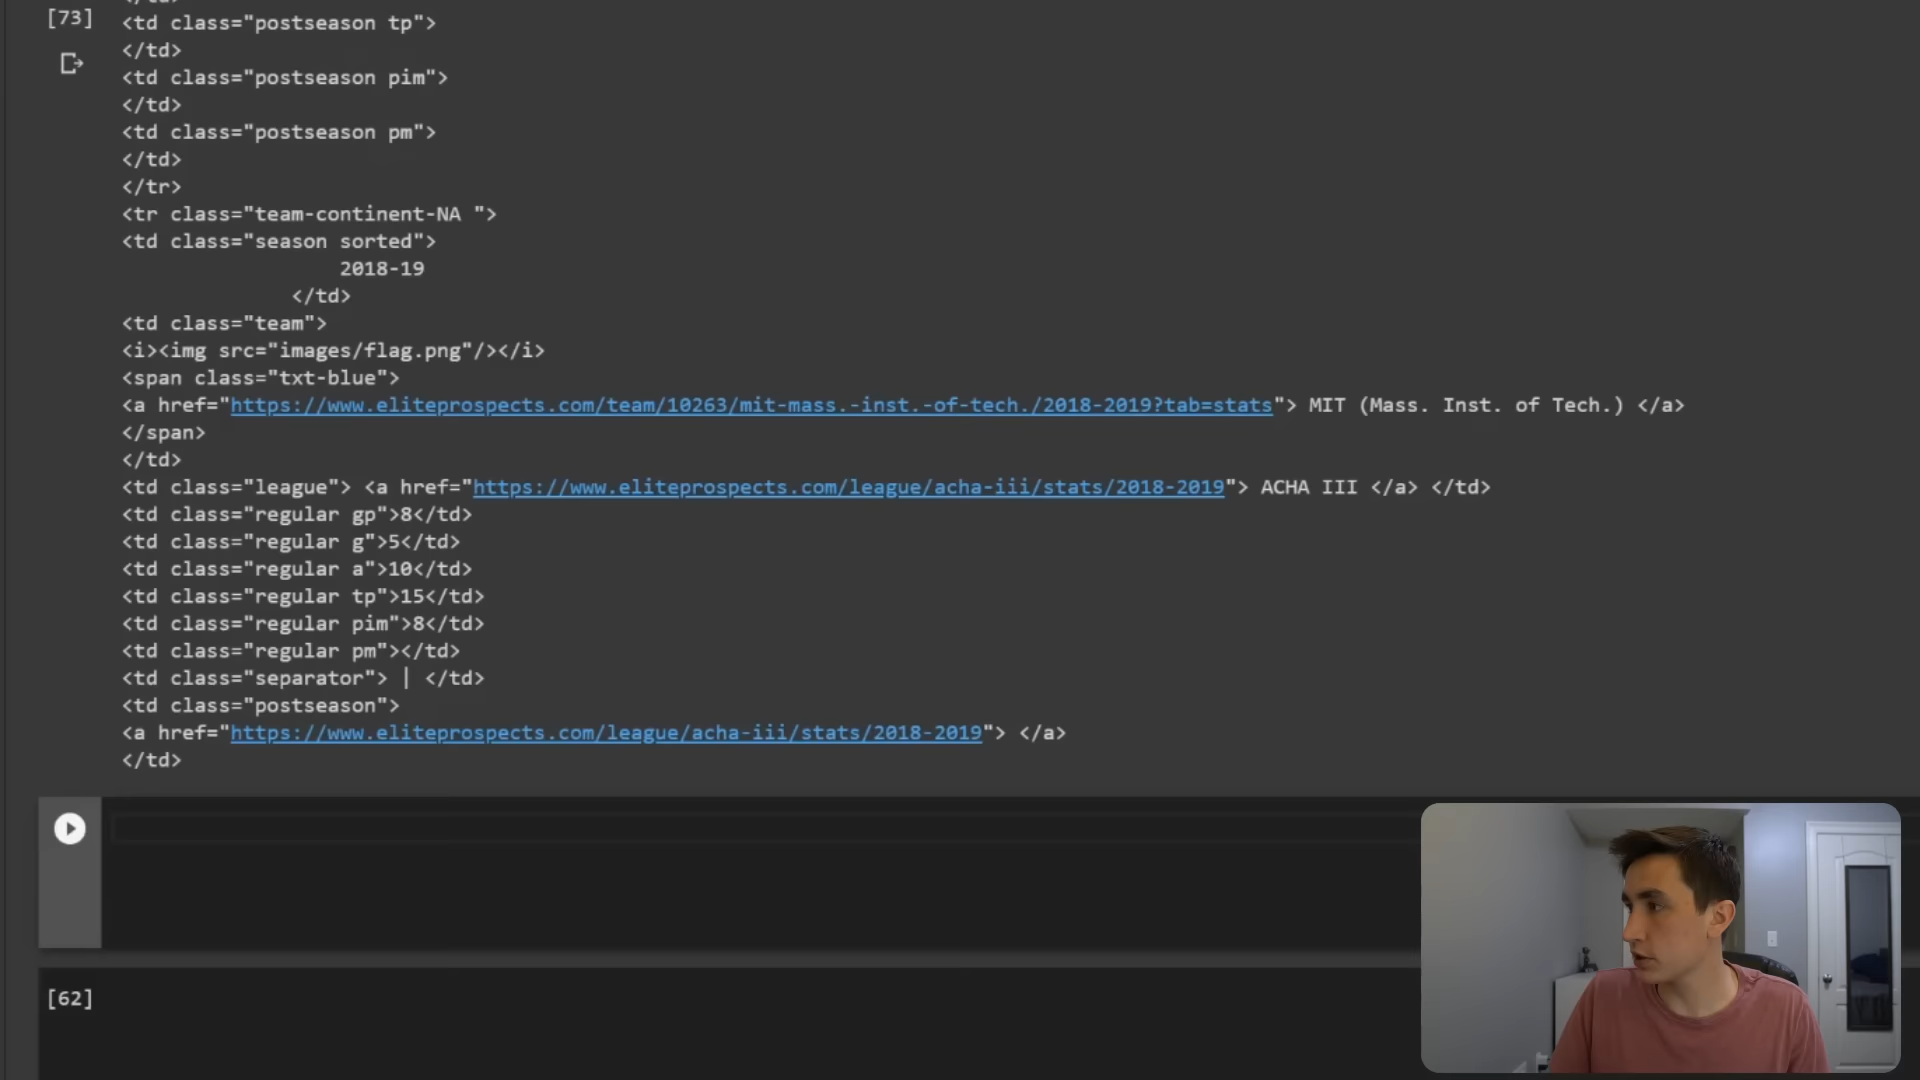 [73]
<td class="postseason tp">
</td>
<td class="postseason pim">
</td>
<td class="postseason pm">
</td>
</tr>
<tr class="team-continent-NA ">
<td class="season sorted">
2018-19
</td>
<td class="team">
<i><img src="images/flag.png"/></i>
<span class="txt-blue">
<a href="https://www.eliteprospects.com/team/10263/mit-mass.-inst.-of-tech./2018-2019?tab=stats"> MIT (Mass. Inst. of Tech.) </a>
</span>
</td>
<td class="league"> <a href="https://www.eliteprospects.com/league/acha-iii/stats/2018-2019"> ACHA III </a> </td>
<td class="regular gp">8</td>
<td class="regular g">5</td>
<td class="regular a">10</td>
<td class="regular tp">15</td>
<td class="regular pim">8</td>
<td class="regular pm"></td>
<td class="separator"> | </td>
<td class="postseason">
<a href="https://www.eliteprospects.com/league/acha-iii/stats/2018-2019"> </a>
</td>
[62]